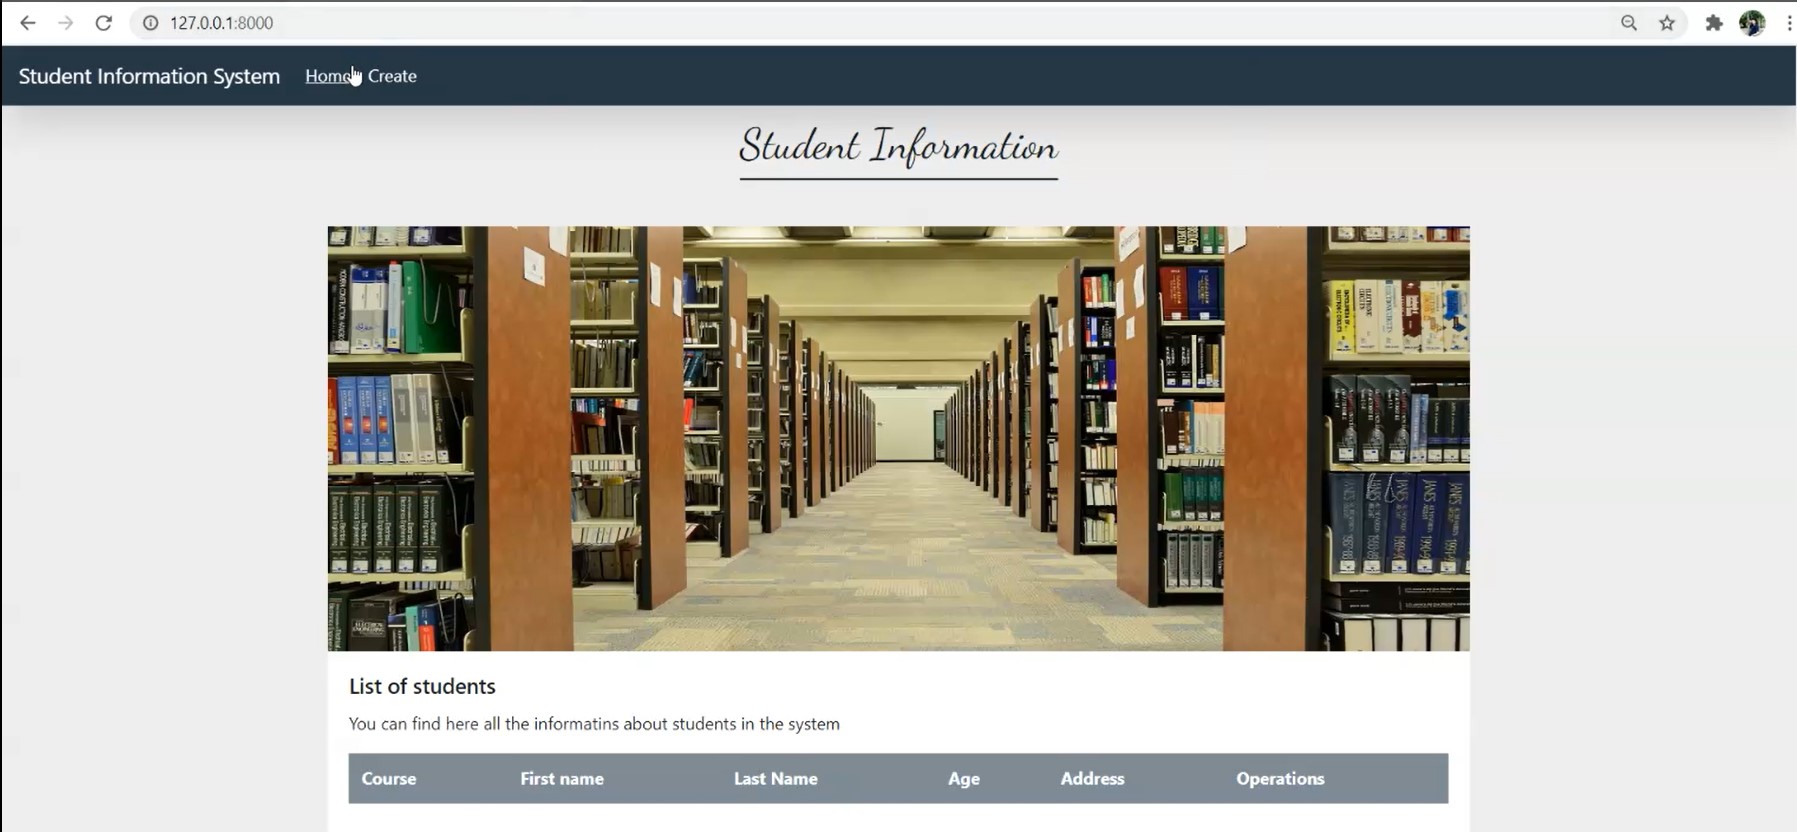 127.0.0.1:8000
Student Information System Home Create
Student Information
List of students
You can find here all the informatins about students in the system
Course First name Last Name Age Address Operations